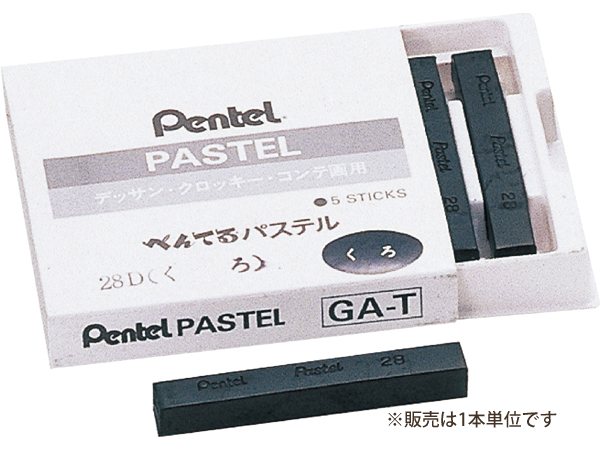 Pentel
PASTEL
デッサン・クロッキー・コンテ画用
●5 STICKS
ぺんてるパステル
28D(くろ)
くろ
Pentel PASTEL
GA-T
Pentel Pastel 28
Pentel Pastel 28
※販売は1本単位です